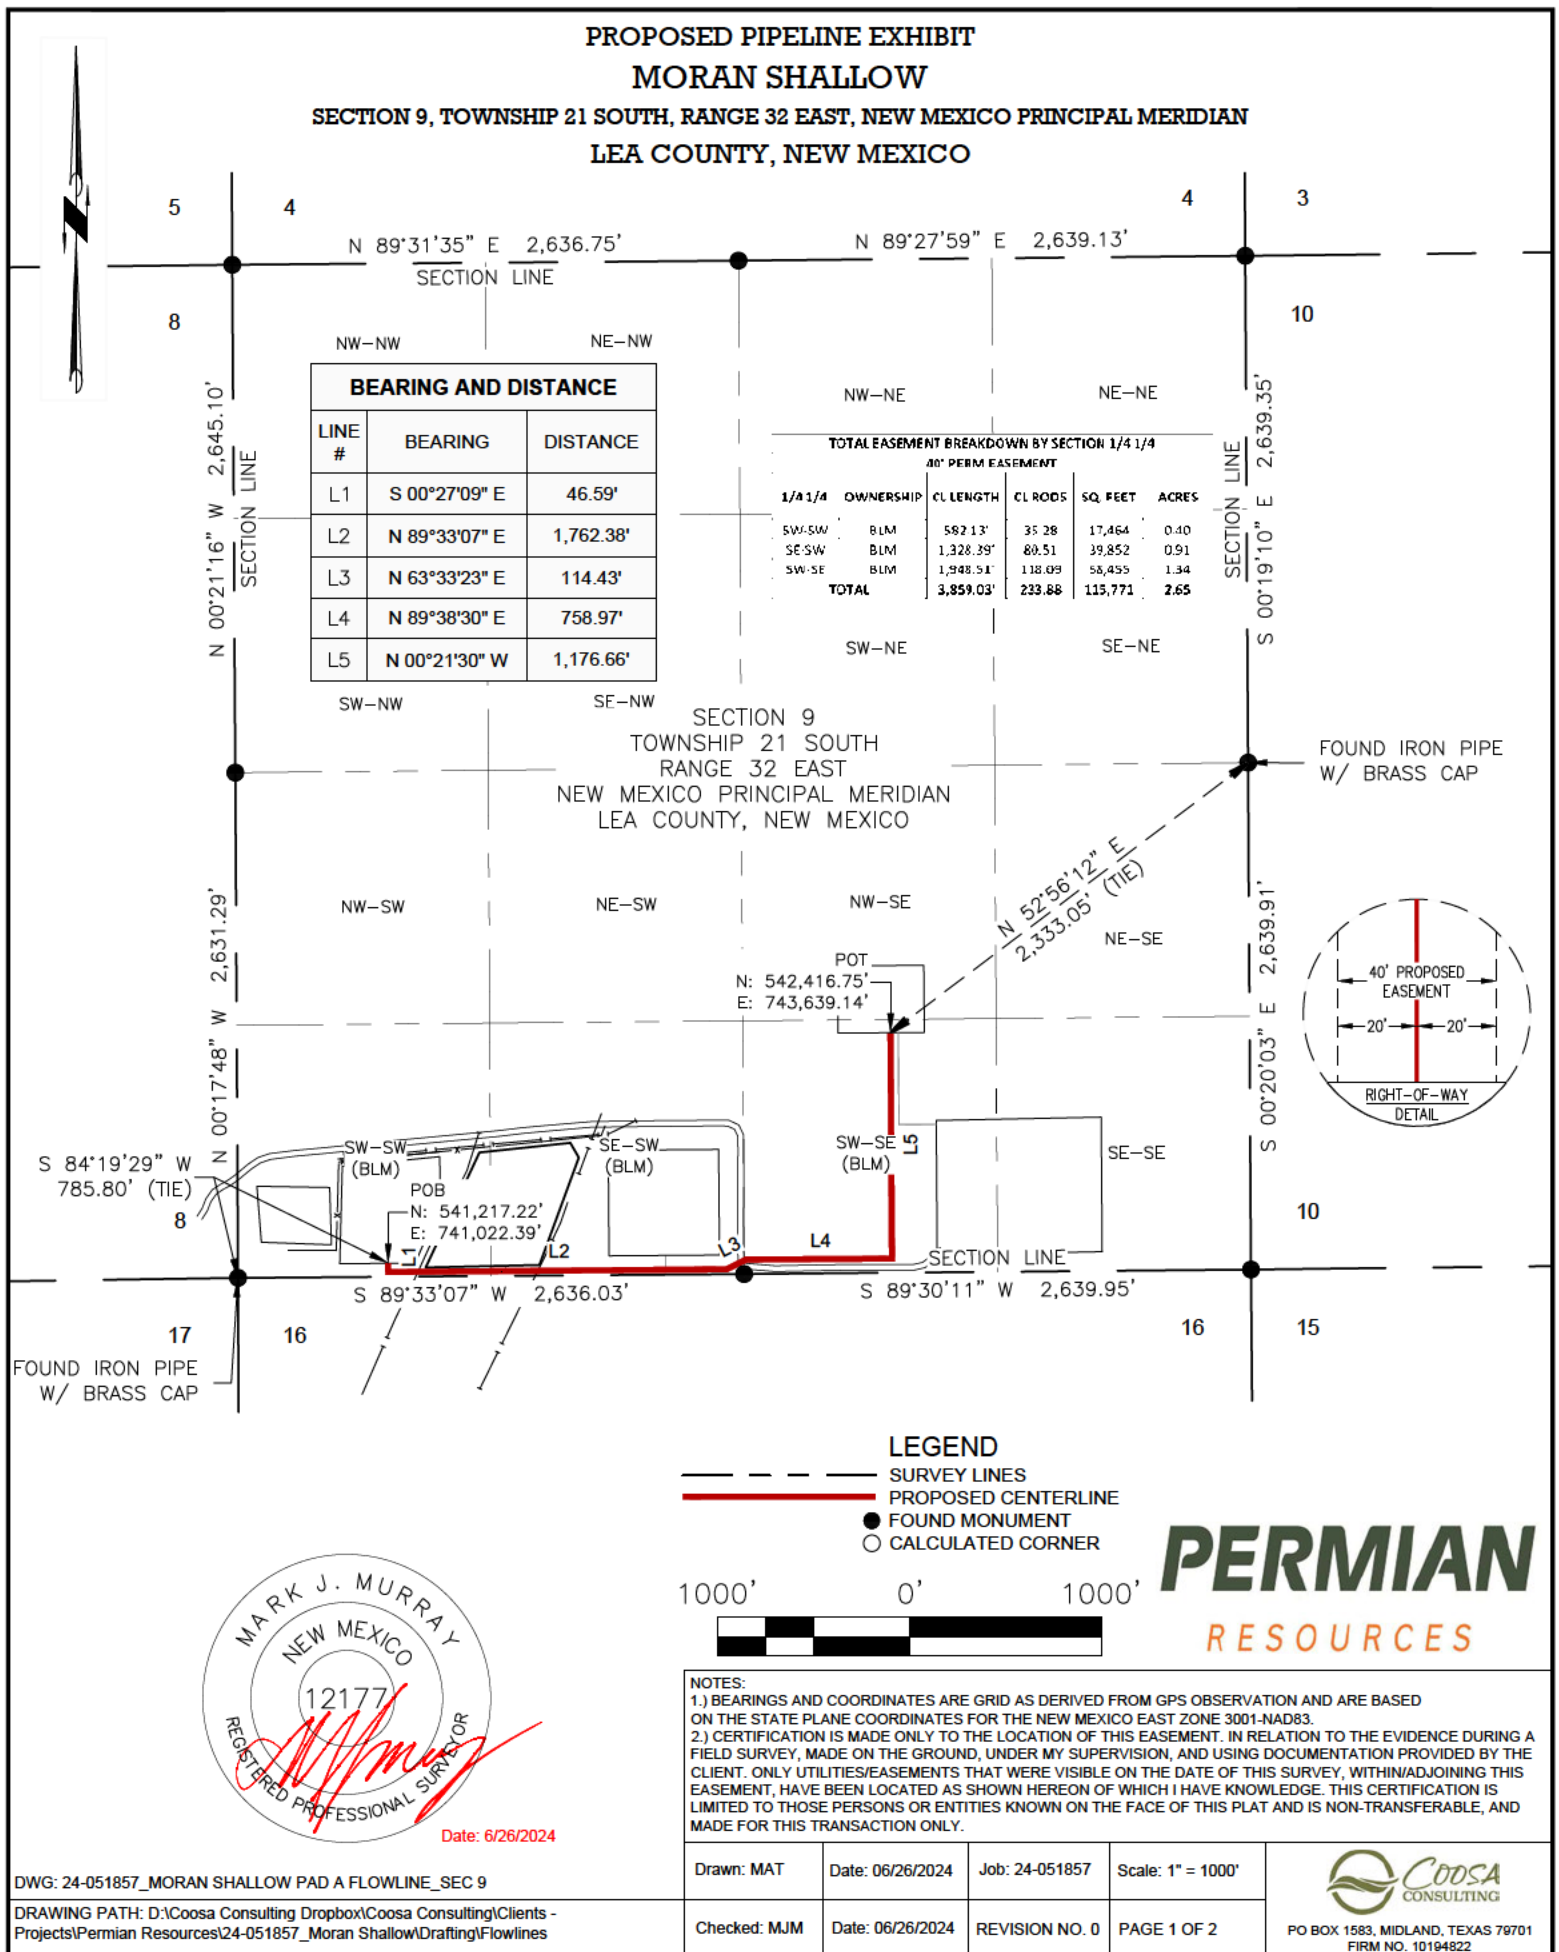 PROPOSED PIPELINE EXHIBIT
MORAN SHALLOW
SECTION 9, TOWNSHIP 21 SOUTH, RANGE 32 EAST, NEW MEXICO PRINCIPAL MERIDIAN
LEA COUNTY, NEW MEXICO
5
4
4
3
N 89°31'35" E 2,636.75'
SECTION LINE
N 89°27'59" E 2,639.13'
8
10
NW-NW
NE-NW
NW-NE
NE-NE
N 00°21'16" W 2,645.10'
SECTION LINE
BEARING AND DISTANCE
LINE # BEARING DISTANCE
L1 S 00°27'09" E 46.59'
L2 N 89°33'07" E 1,762.38'
L3 N 63°33'23" E 114.43'
L4 N 89°38'30" E 758.97'
L5 N 00°21'30" W 1,176.66'
TOTAL EASEMENT BREAKDOWN BY SECTION 1/4 1/4
40' PERM EASEMENT
1/4 1/4 OWNERSHIP CL LENGTH CL RODS SQ. FEET ACRES
SW-SW BLM 582.13' 35.28 17,464 0.40
SE-SW BLM 1,328.39' 80.51 39,852 0.91
SW-SE BLM 1,948.51' 118.09 58,455 1.34
TOTAL 3,859.03' 233.88 115,771 2.65
SECTION LINE
S 00°19'10" E 2,639.35'
SW-NE
SE-NE
SW-NW
SE-NW
SECTION 9
TOWNSHIP 21 SOUTH
RANGE 32 EAST
NEW MEXICO PRINCIPAL MERIDIAN
LEA COUNTY, NEW MEXICO
FOUND IRON PIPE
W/ BRASS CAP
N 52°56'12" E
2,333.05' (TIE)
NW-SW
NE-SW
NW-SE
NE-SE
N 00°17'48" W 2,631.29'
S 00°20'03" E 2,639.91'
POT
N: 542,416.75'
E: 743,639.14'
40' PROPOSED
EASEMENT
20'
20'
RIGHT-OF-WAY
DETAIL
S 84°19'29" W
785.80' (TIE)
8
SW-SW
(BLM)
SE-SW
(BLM)
SW-SE
(BLM)
L5
SE-SE
POB
N: 541,217.22'
E: 741,022.39'
L1
L2
L3
L4
SECTION LINE
10
S 89°33'07" W 2,636.03'
S 89°30'11" W 2,639.95'
17
16
16
15
FOUND IRON PIPE
W/ BRASS CAP
LEGEND
SURVEY LINES
PROPOSED CENTERLINE
FOUND MONUMENT
CALCULATED CORNER
1000' 0' 1000'
PERMIAN
RESOURCES
MARK J. MURRAY
NEW MEXICO
12177
REGISTERED PROFESSIONAL SURVEYOR
Date: 6/26/2024
NOTES:
1.) BEARINGS AND COORDINATES ARE GRID AS DERIVED FROM GPS OBSERVATION AND ARE BASED
ON THE STATE PLANE COORDINATES FOR THE NEW MEXICO EAST ZONE 3001-NAD83.
2.) CERTIFICATION IS MADE ONLY TO THE LOCATION OF THIS EASEMENT. IN RELATION TO THE EVIDENCE DURING A
FIELD SURVEY, MADE ON THE GROUND, UNDER MY SUPERVISION, AND USING DOCUMENTATION PROVIDED BY THE
CLIENT. ONLY UTILITIES/EASEMENTS THAT WERE VISIBLE ON THE DATE OF THIS SURVEY, WITHIN/ADJOINING THIS
EASEMENT, HAVE BEEN LOCATED AS SHOWN HEREON OF WHICH I HAVE KNOWLEDGE. THIS CERTIFICATION IS
LIMITED TO THOSE PERSONS OR ENTITIES KNOWN ON THE FACE OF THIS PLAT AND IS NON-TRANSFERABLE, AND
MADE FOR THIS TRANSACTION ONLY.
DWG: 24-051857_MORAN SHALLOW PAD A FLOWLINE_SEC 9
DRAWING PATH: D:\Coosa Consulting Dropbox\Coosa Consulting\Clients -
Projects\Permian Resources\24-051857_Moran Shallow\Drafting\Flowlines
Drawn: MAT Date: 06/26/2024 Job: 24-051857 Scale: 1" = 1000'
Checked: MJM Date: 06/26/2024 REVISION NO. 0 PAGE 1 OF 2
COOSA
CONSULTING
PO BOX 1583, MIDLAND, TEXAS 79701
FIRM NO. 10194822